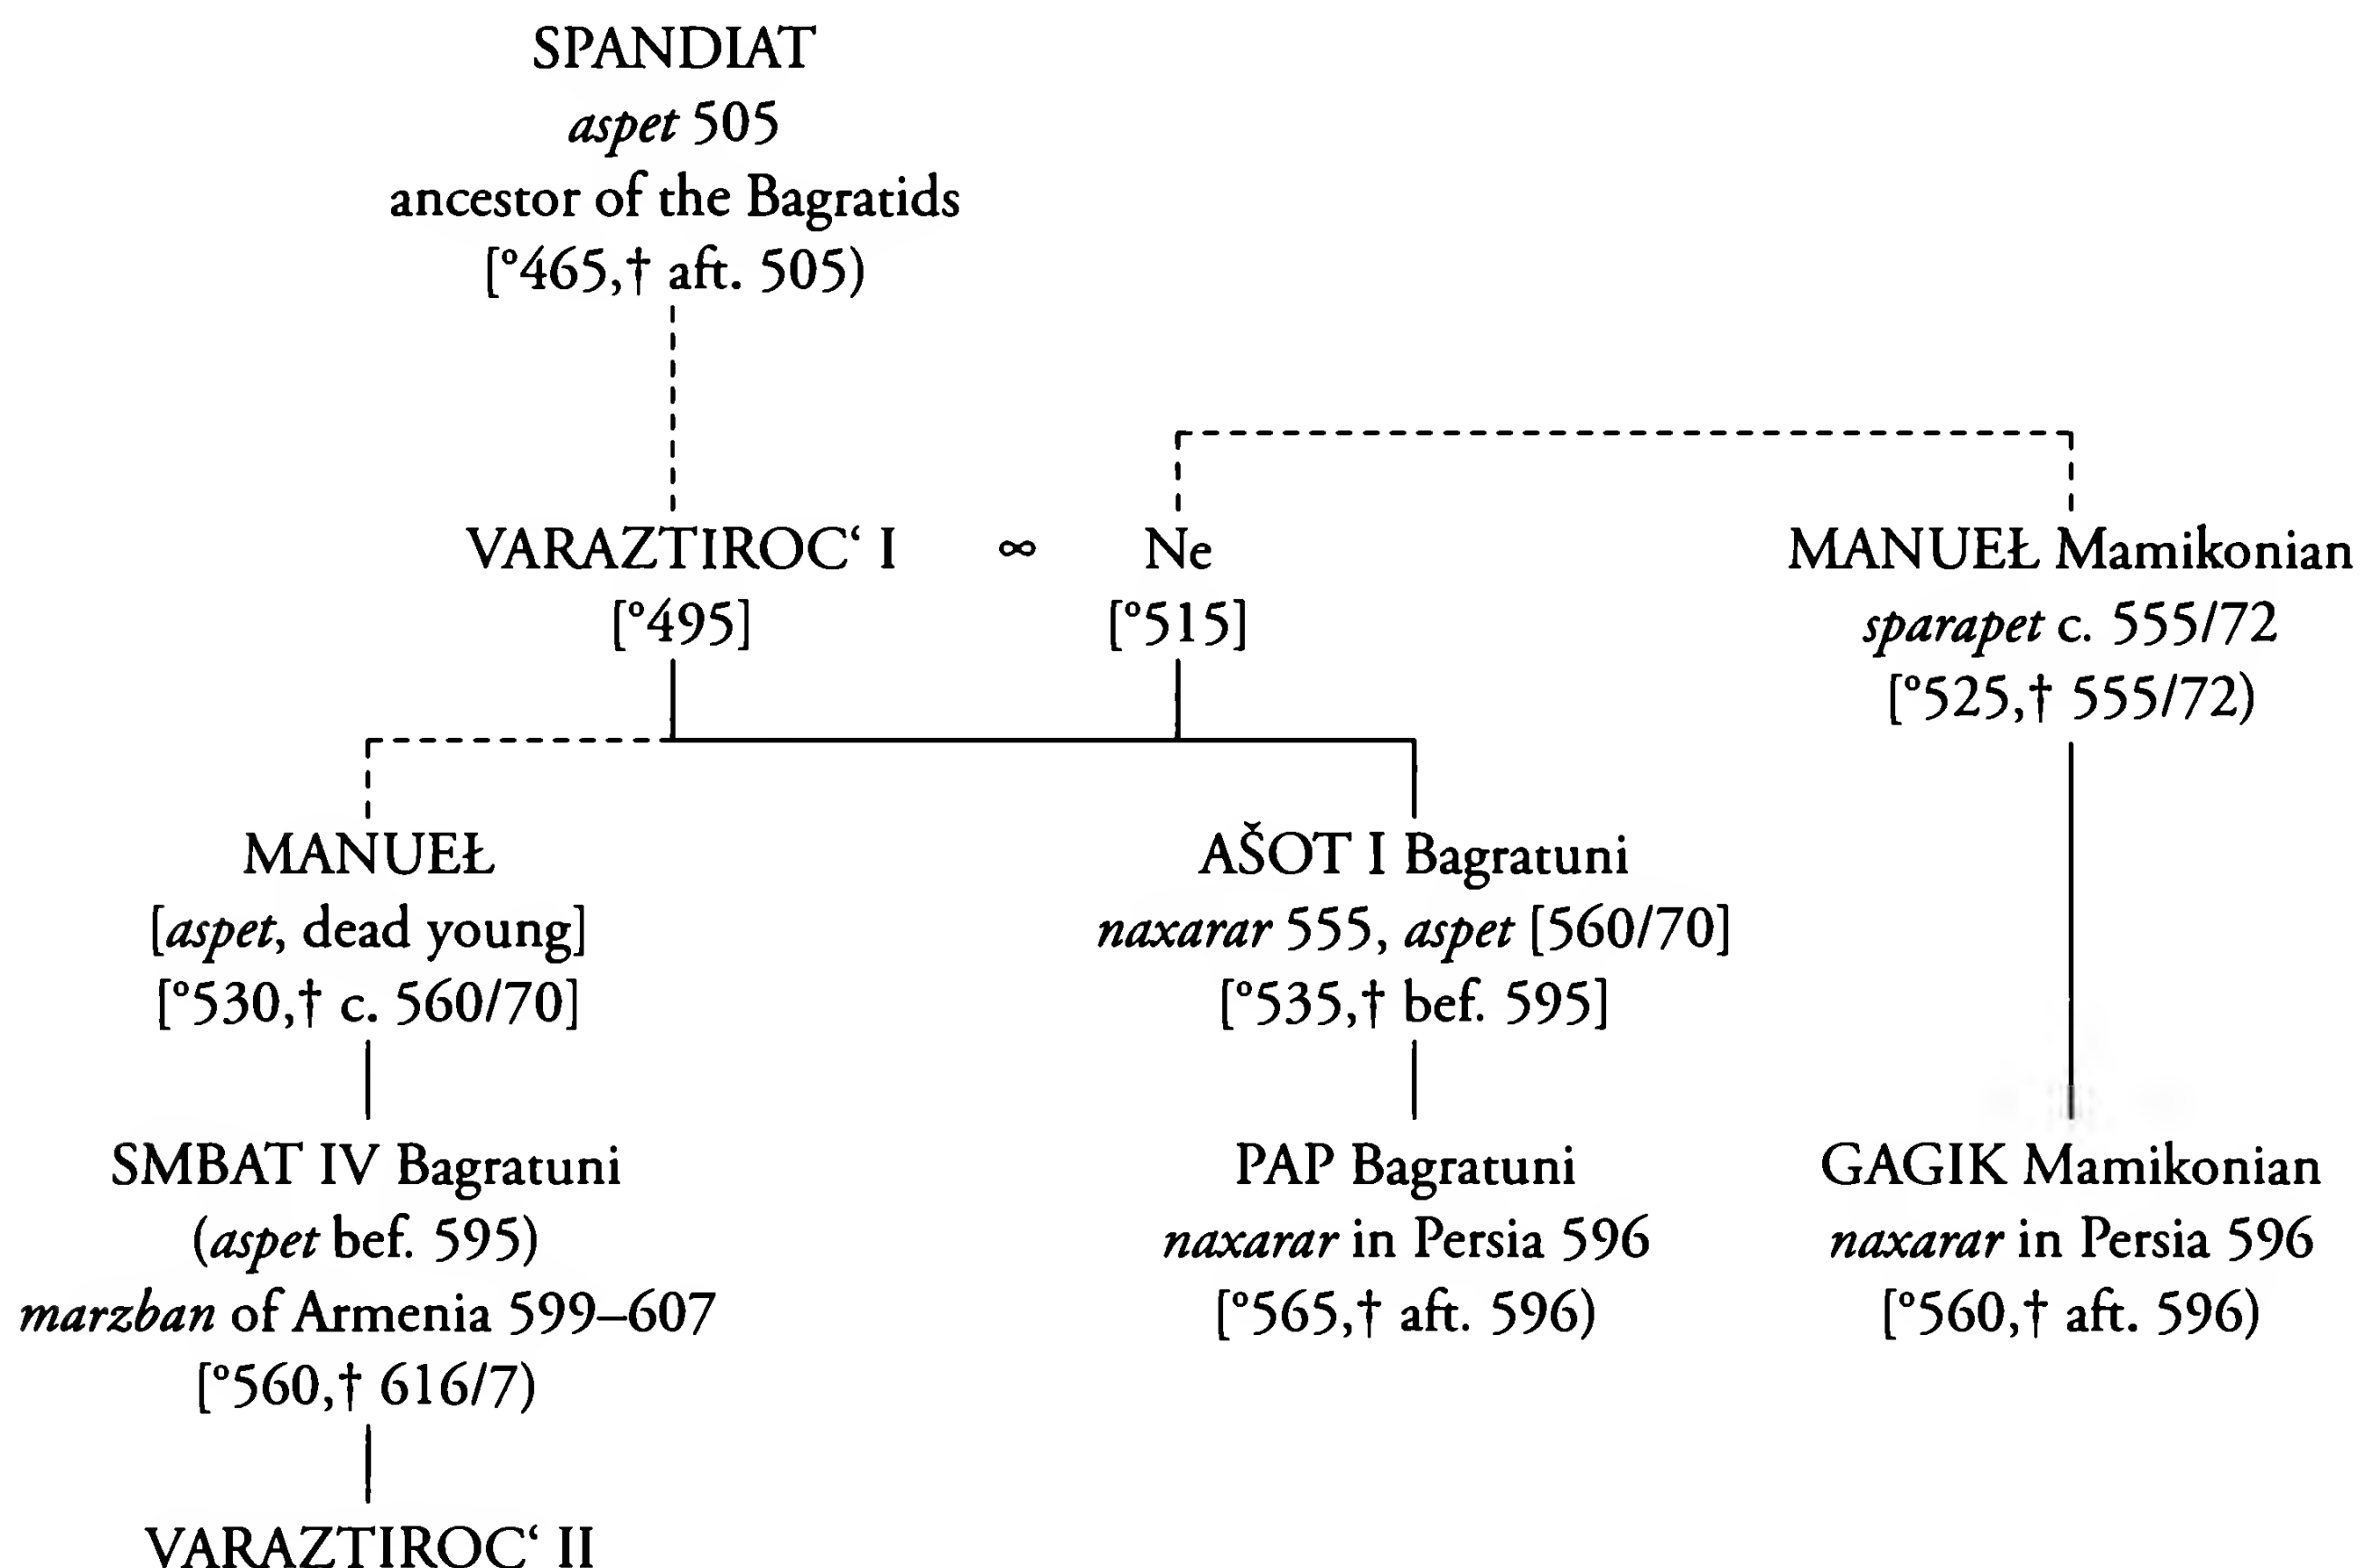 SPANDIAT
aspet 505
ancestor of the Bagratids
[°465,† aft. 505)
VARAZTIROC‘ I ∞ Ne
[°495]
[°515]
MANUEŁ Mamikonian
sparapet c. 555/72
[°525,† 555/72)
MANUEŁ
[aspet, dead young]
[°530,† c. 560/70]
AŠOT I Bagratuni
naxarar 555, aspet [560/70]
[°535,† bef. 595]
SMBAT IV Bagratuni
(aspet bef. 595)
marzban of Armenia 599–607
[°560,† 616/7)
PAP Bagratuni
naxarar in Persia 596
[°565,† aft. 596)
GAGIK Mamikonian
naxarar in Persia 596
[°560,† aft. 596)
VARAZTIROC‘ II